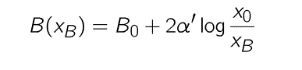 B(x_B) = B_0 + 2α′ log x_0/x_B